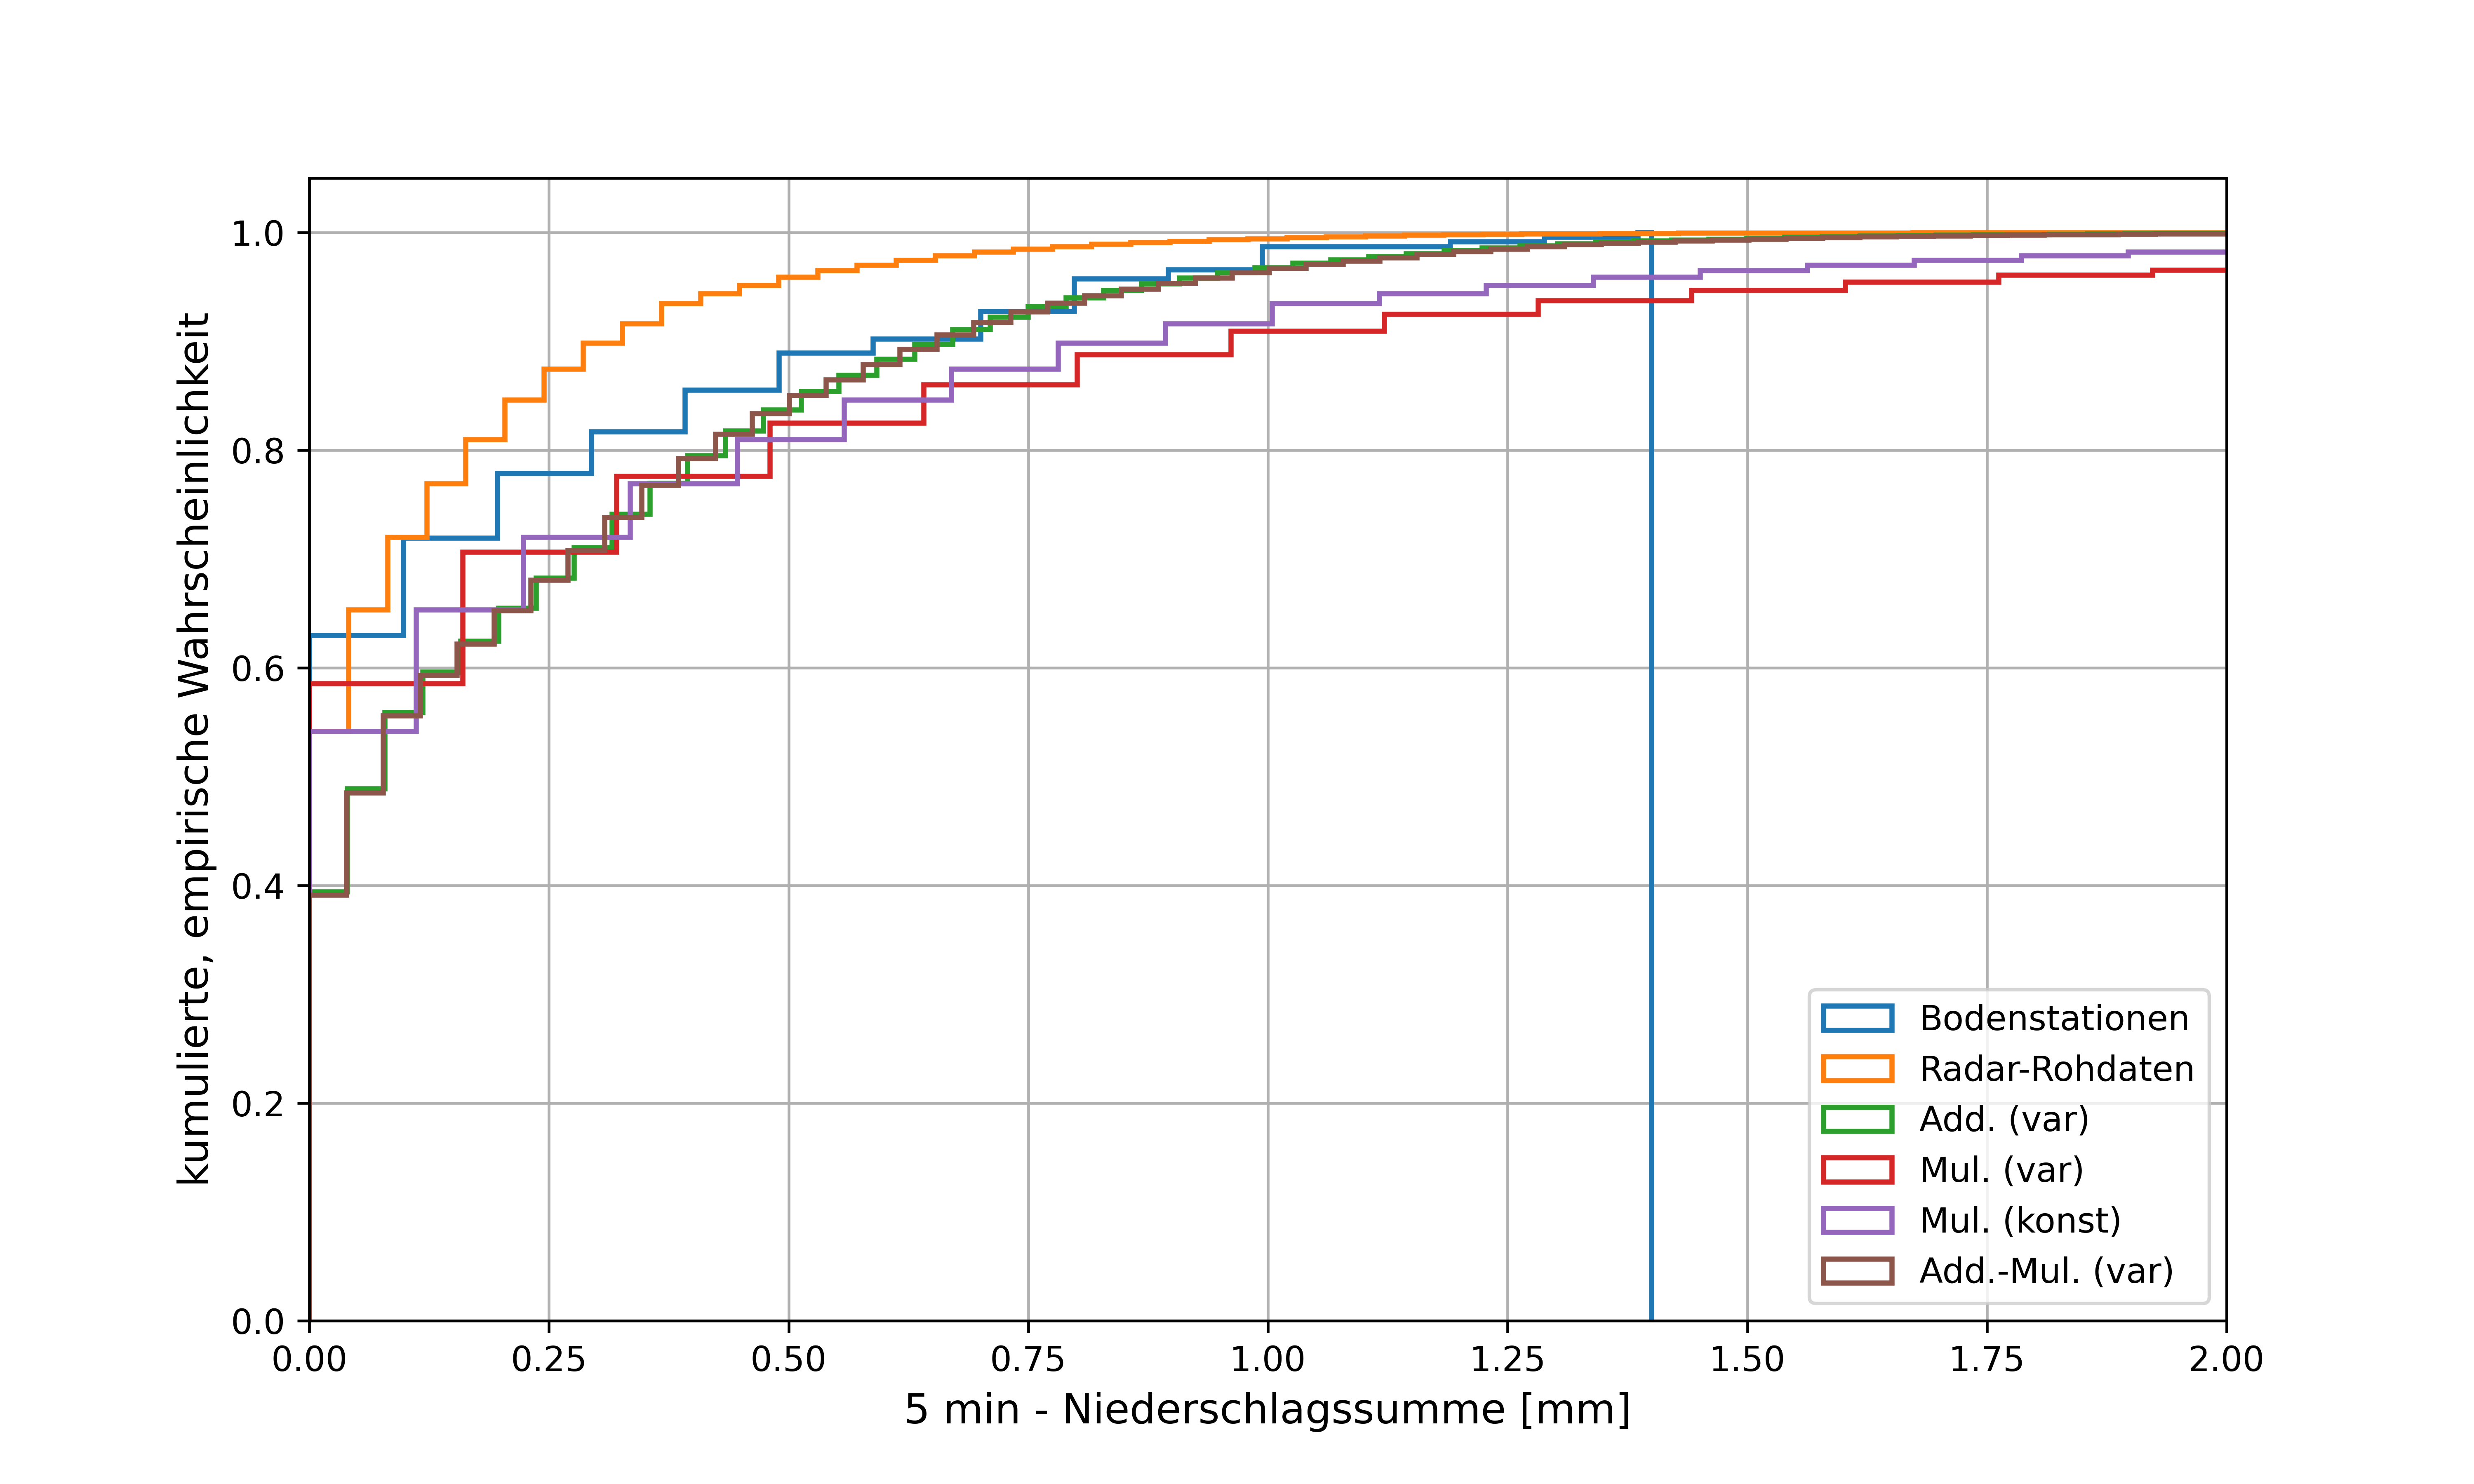 kumulierte, empirische Wahrscheinlichkeit
1.0
0.8
0.6
0.4
0.2
0.0
0.00 0.25 0.50 0.75 1.00 1.25 1.50 1.75 2.00
5 min - Niederschlagssumme [mm]
Bodenstationen
Radar-Rohdaten
Add. (var)
Mul. (var)
Mul. (konst)
Add.-Mul. (var)